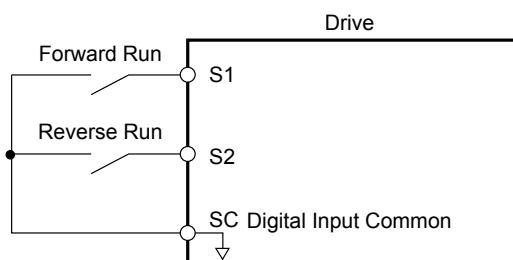 Drive
Forward Run
S1
Reverse Run
S2
SC Digital Input Common